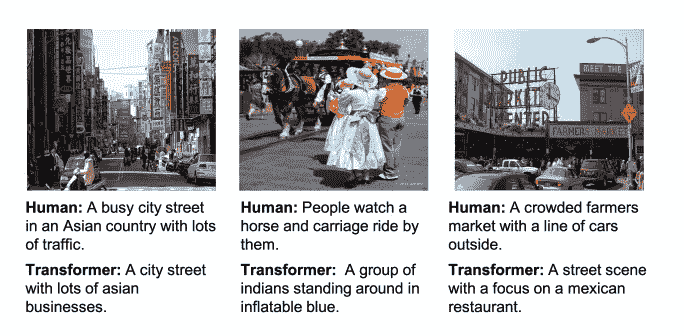 PUBLIC
MARKET
CENTER
MEET THE
FARMERS MARKET
Human: A busy city street
in an Asian country with lots
of traffic.
Transformer: A city street
with lots of asian
businesses.
Human: People watch a
horse and carriage ride by
them.
Transformer: A group of
indians standing around in
inflatable blue.
Human: A crowded farmers
market with a line of cars
outside.
Transformer: A street scene
with a focus on a mexican
restaurant.